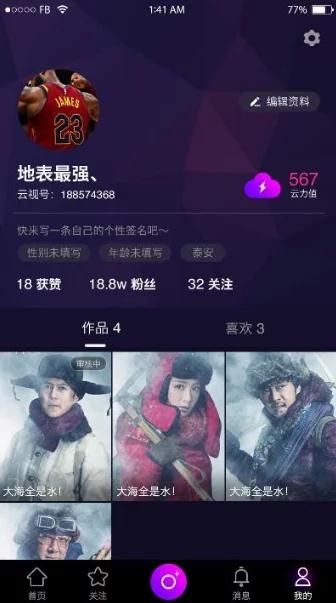 FB 1:41 AM 77%
JAMES
23
编辑资料
地表最强、
云视号：188574368
567
云力值
快来写一条自己的个性签名吧～
性别未填写 年龄未填写 泰安
18 获赞 18.8w 粉丝 32 关注
作品 4 喜欢 3
审核中
大海全是水! 大海全是水! 大海全是水!
首页 关注 消息 我的